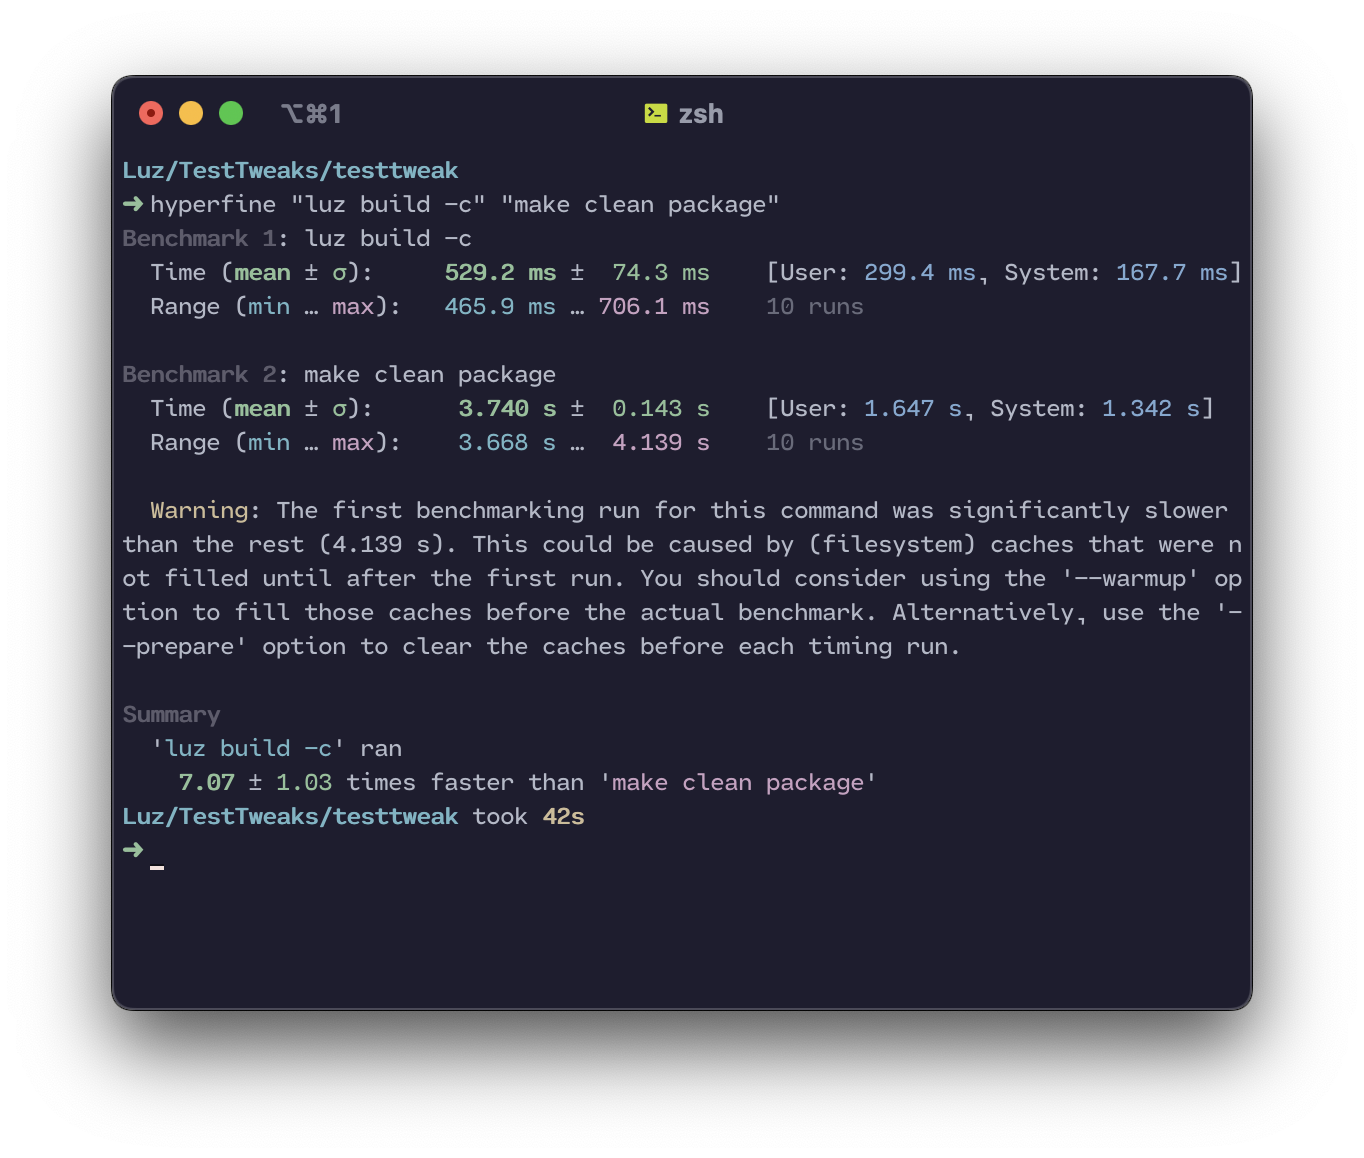 ⌥⌘1
zsh
Luz/TestTweaks/testtweak
➜ hyperfine "luz build -c" "make clean package"
Benchmark 1: luz build -c
  Time (mean ± σ):     529.2 ms ±  74.3 ms    [User: 299.4 ms, System: 167.7 ms]
  Range (min … max):   465.9 ms … 706.1 ms    10 runs
Benchmark 2: make clean package
  Time (mean ± σ):      3.740 s ±  0.143 s    [User: 1.647 s, System: 1.342 s]
  Range (min … max):    3.668 s …  4.139 s    10 runs
  Warning: The first benchmarking run for this command was significantly slower
than the rest (4.139 s). This could be caused by (filesystem) caches that were n
ot filled until after the first run. You should consider using the '--warmup' op
tion to fill those caches before the actual benchmark. Alternatively, use the '-
-prepare' option to clear the caches before each timing run.
Summary
  'luz build -c' ran
    7.07 ± 1.03 times faster than 'make clean package'
Luz/TestTweaks/testtweak took 42s
➜